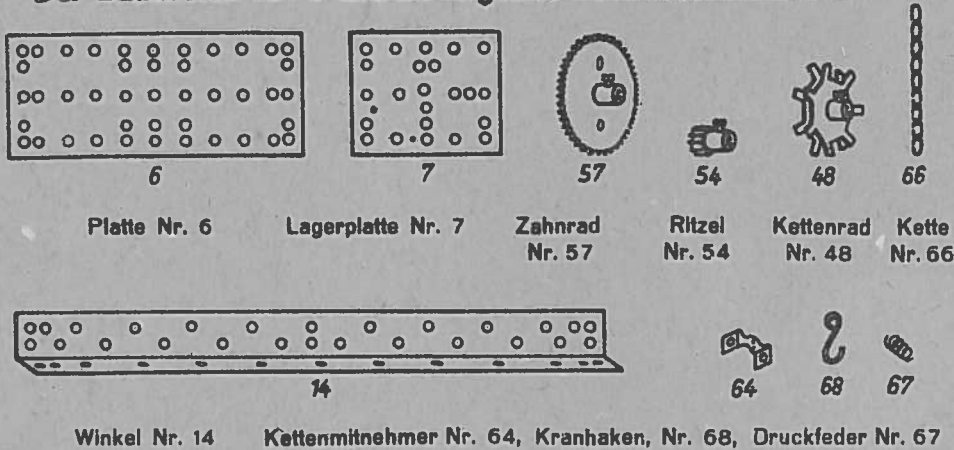 6 7 57 54 48 66
Platte Nr. 6 Lagerplatte Nr. 7 Zahnrad Nr. 57 Ritzel Nr. 54 Kettenrad Nr. 48 Kette Nr. 66
14 64 68 67
Winkel Nr. 14 Kettenmitnehmer Nr. 64, Kranhaken, Nr. 68, Druckfeder Nr. 67